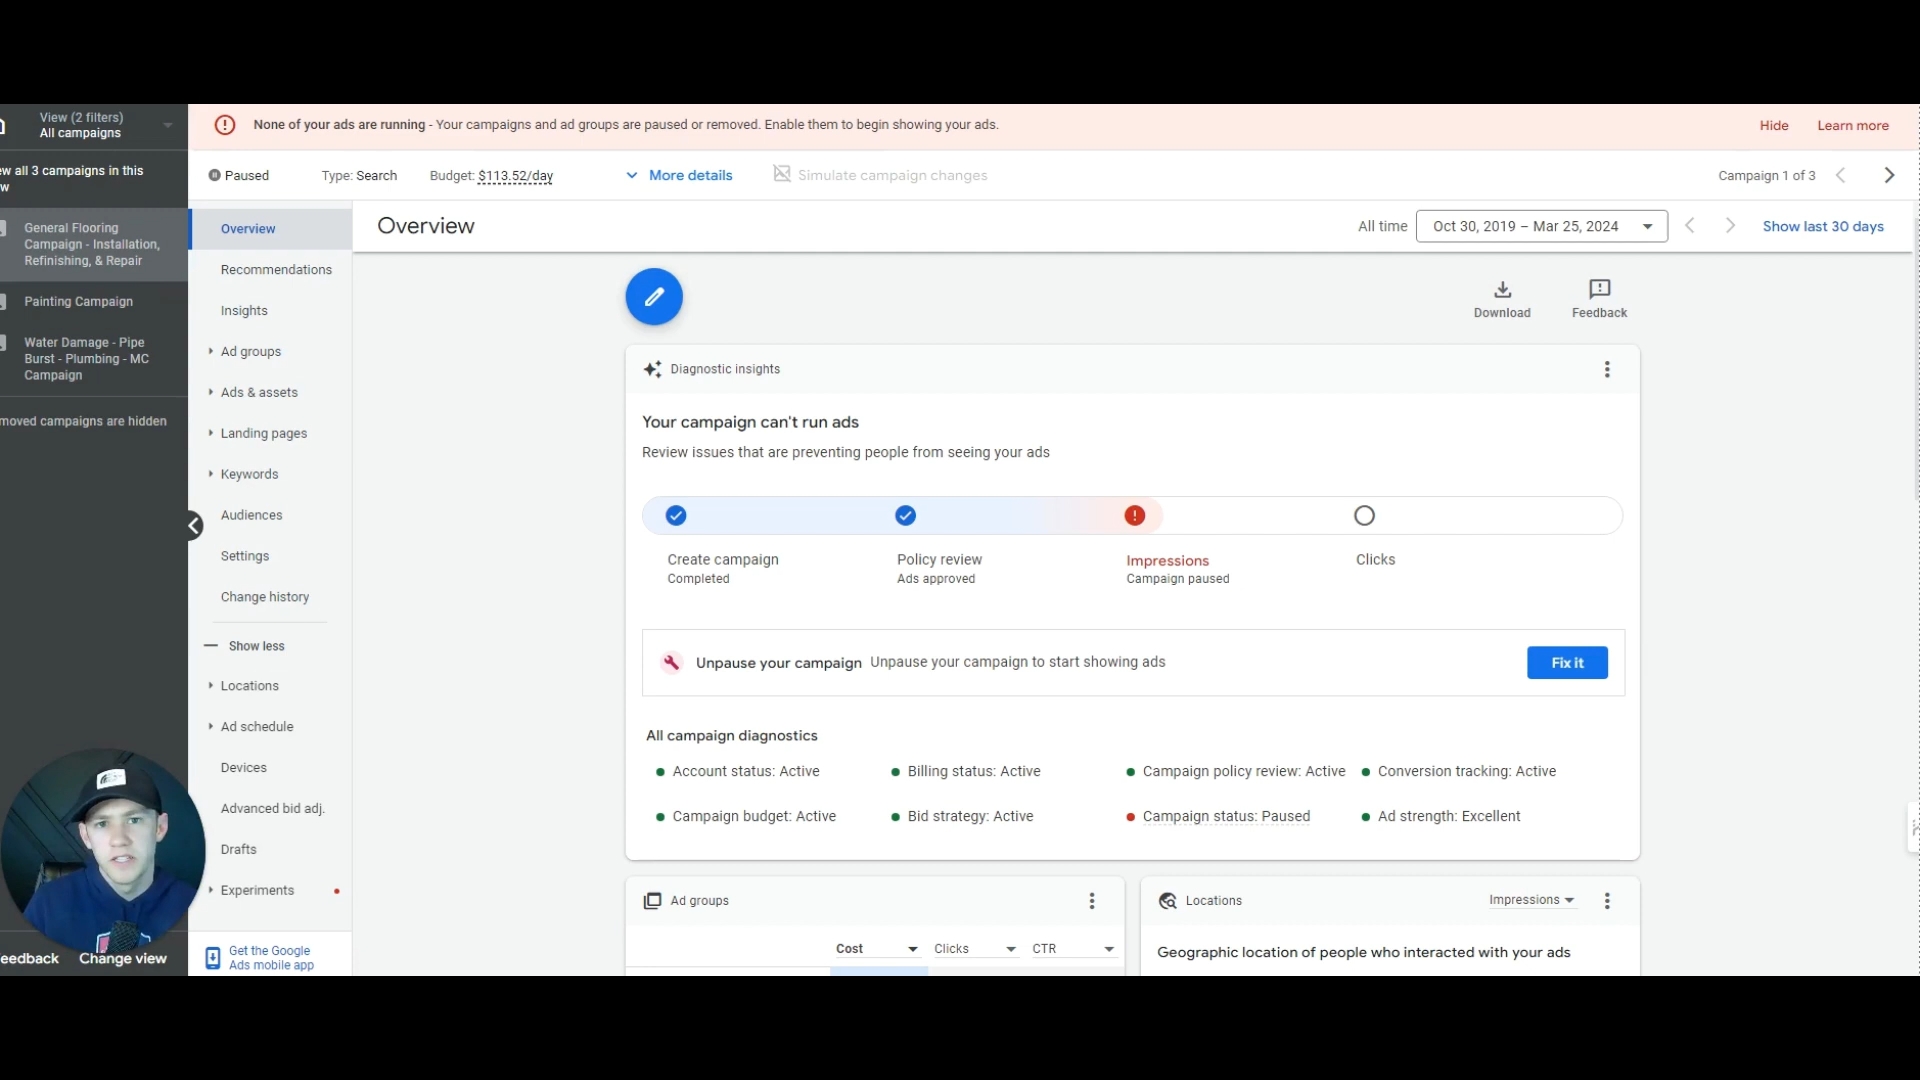 View (2 filters)
All campaigns
None of your ads are running - Your campaigns and ad groups are paused or removed. Enable them to begin showing your ads.
Hide
Learn more
ew all 3 campaigns in this
w
Paused
Type: Search
Budget: $113.52/day
More details
Simulate campaign changes
Campaign 1 of 3
General Flooring
Campaign - Installation,
Refinishing, & Repair
Painting Campaign
Water Damage - Pipe
Burst - Plumbing - MC
Campaign
moved campaigns are hidden
Overview
Recommendations
Insights
Ad groups
Ads & assets
Landing pages
Keywords
Audiences
Settings
Change history
Show less
Locations
Ad schedule
Devices
Advanced bid adj.
Drafts
Experiments
Get the Google
Ads mobile app
eedback
Change view
Overview
All time
Oct 30, 2019 – Mar 25, 2024
Show last 30 days
Download
Feedback
Diagnostic insights
Your campaign can't run ads
Review issues that are preventing people from seeing your ads
Create campaign
Completed
Policy review
Ads approved
Impressions
Campaign paused
Clicks
Unpause your campaign Unpause your campaign to start showing ads
Fix it
All campaign diagnostics
Account status: Active
Billing status: Active
Campaign policy review: Active
Conversion tracking: Active
Campaign budget: Active
Bid strategy: Active
Campaign status: Paused
Ad strength: Excellent
Ad groups
Cost
Clicks
CTR
Locations
Impressions
Geographic location of people who interacted with your ads